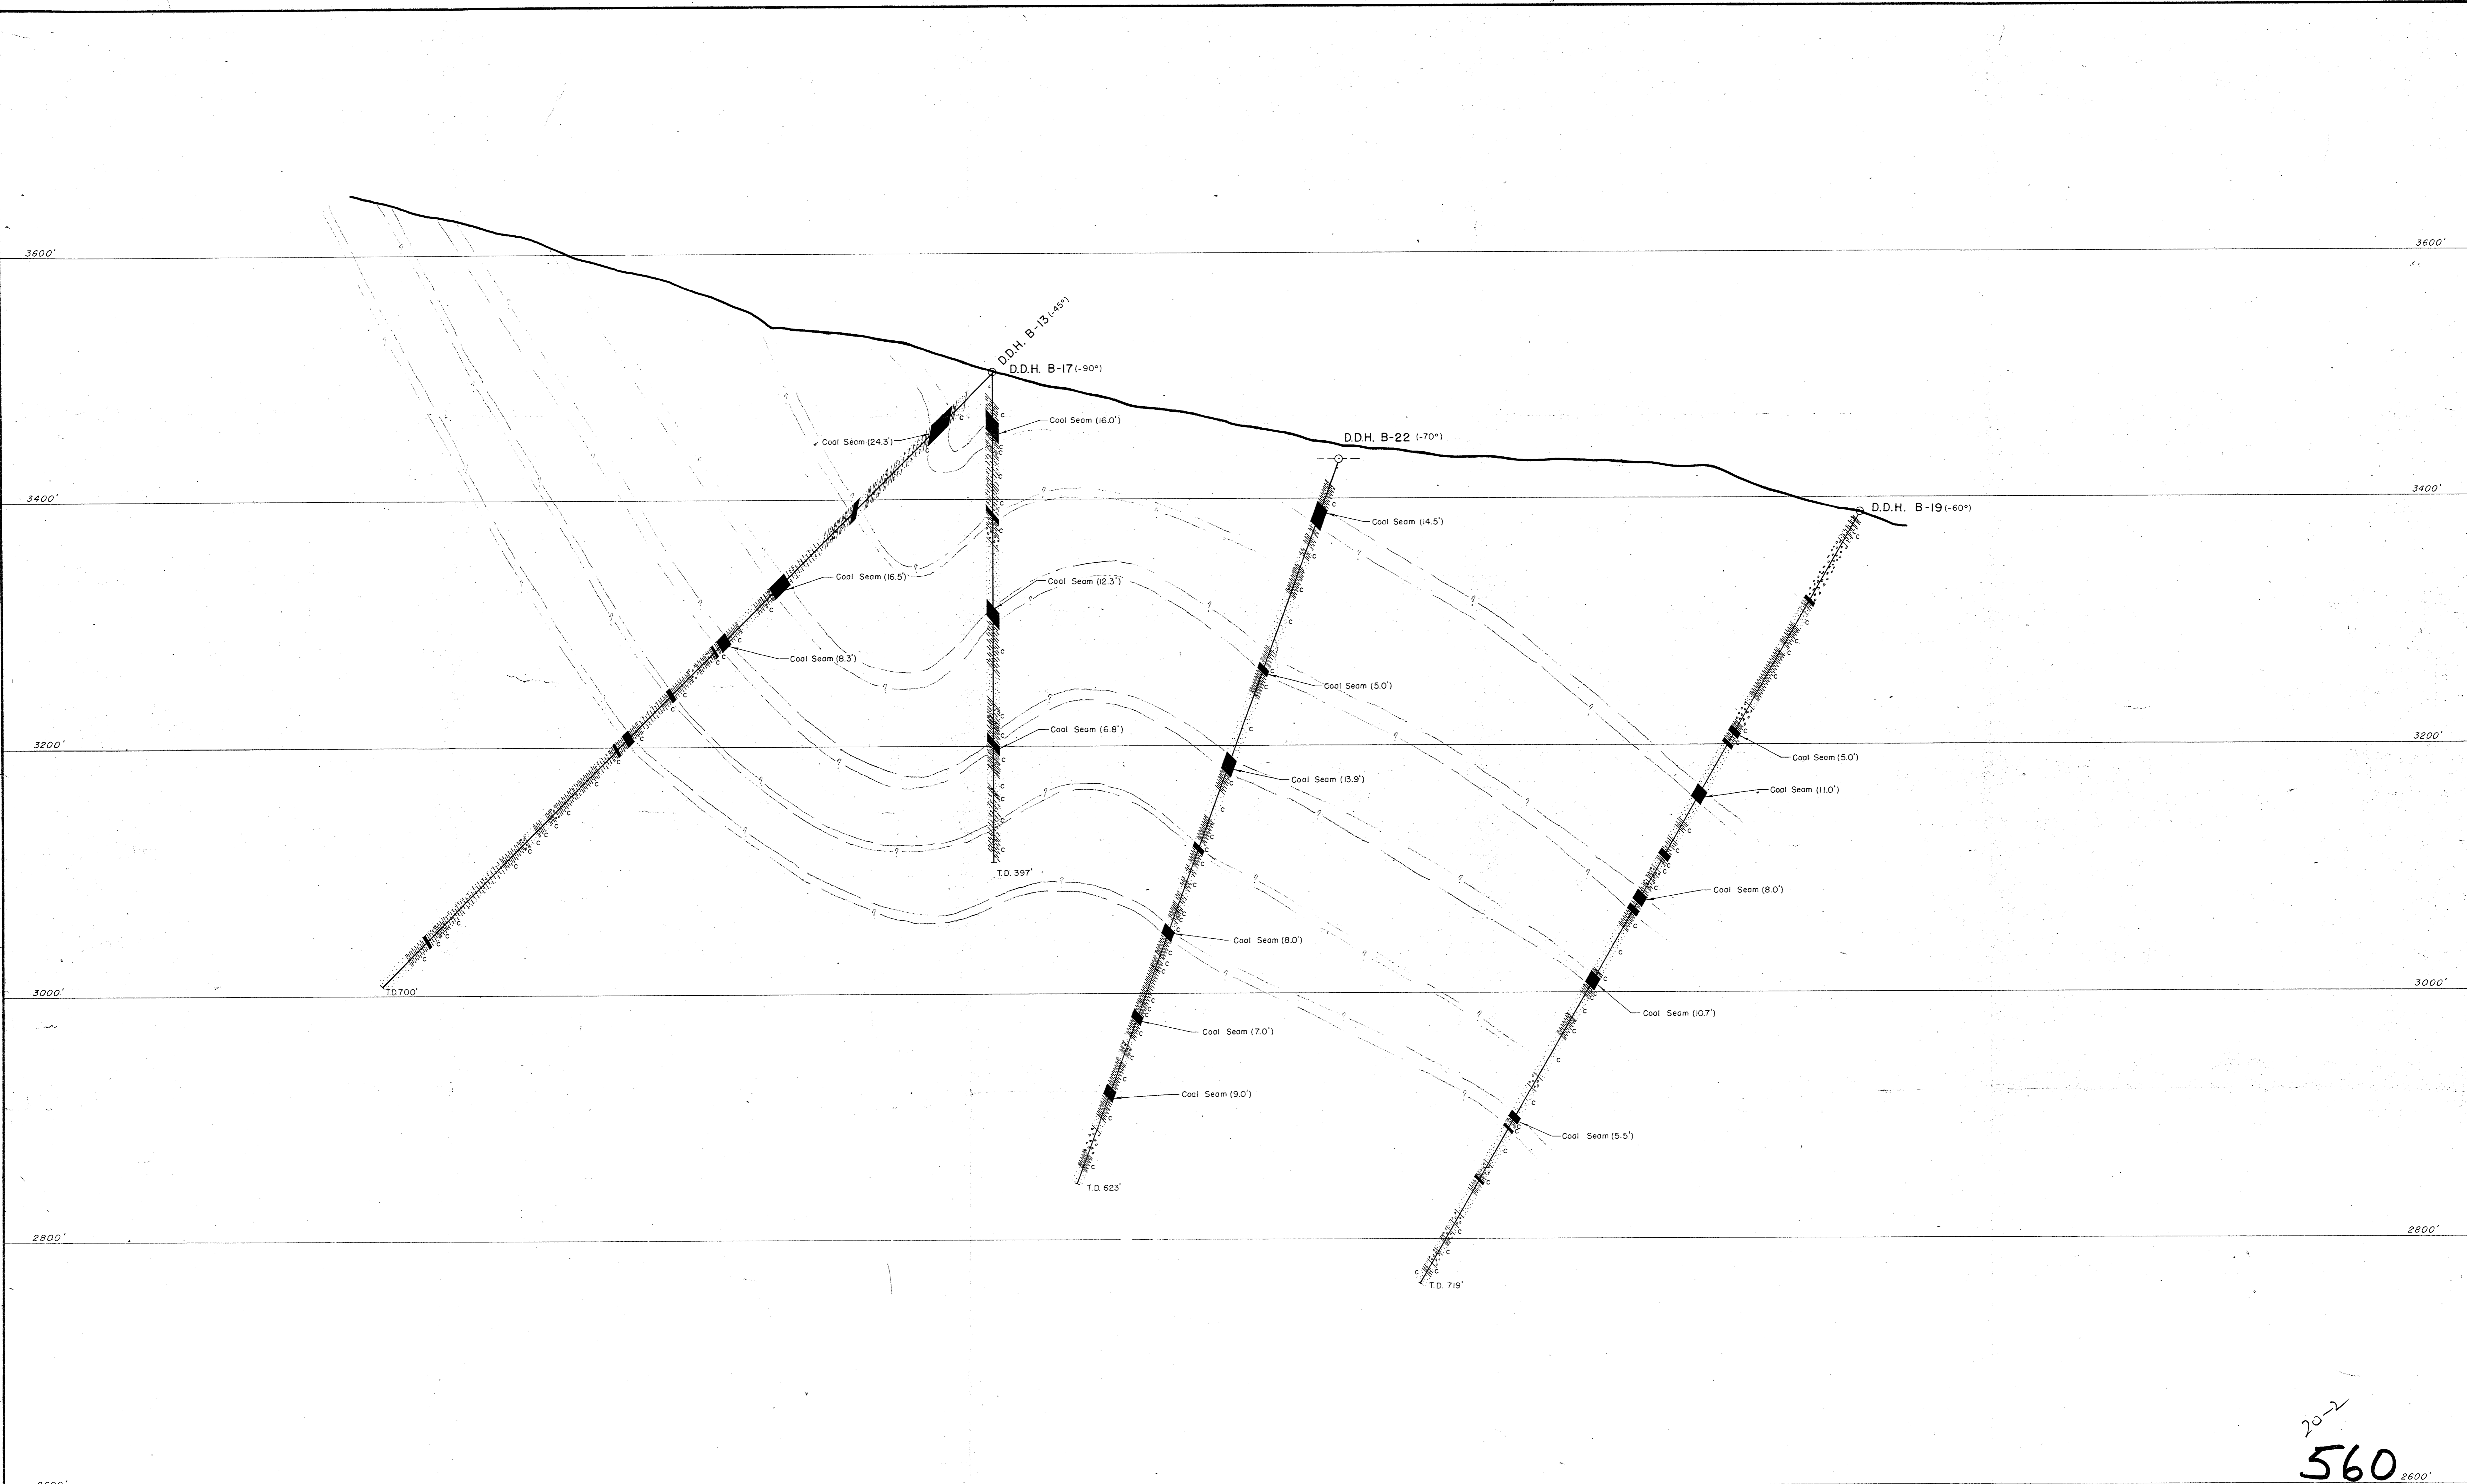 3600' 3600'
D.D.H. B-13 (-45°)
D.D.H. B-17 (-90°)
Coal Seam (16.0')
Coal Seam (24.3')
D.D.H. B-22 (-70°)
3400' 3400'
D.D.H. B-19 (-60°)
Coal Seam (14.5')
Coal Seam (16.5')
Coal Seam (12.3')
Coal Seam (8.3')
Coal Seam (5.0')
Coal Seam (6.8')
3200' 3200'
Coal Seam (5.0')
Coal Seam (13.9')
Coal Seam (11.0')
T.D. 397'
Coal Seam (8.0')
Coal Seam (8.0')
T.D. 700'
3000' 3000'
Coal Seam (10.7')
Coal Seam (7.0')
Coal Seam (9.0')
Coal Seam (5.5')
T.D. 623'
2800' 2800'
T.D. 719'
20-2
560
2600'